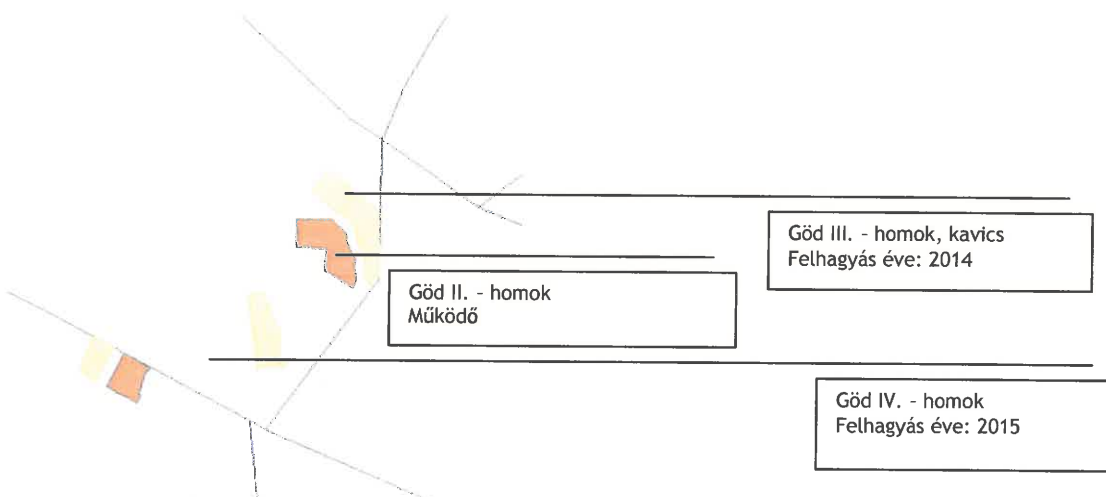 Göd III. - homok, kavics
Felhagyás éve: 2014
Göd II. - homok
Működő
Göd IV. - homok
Felhagyás éve: 2015